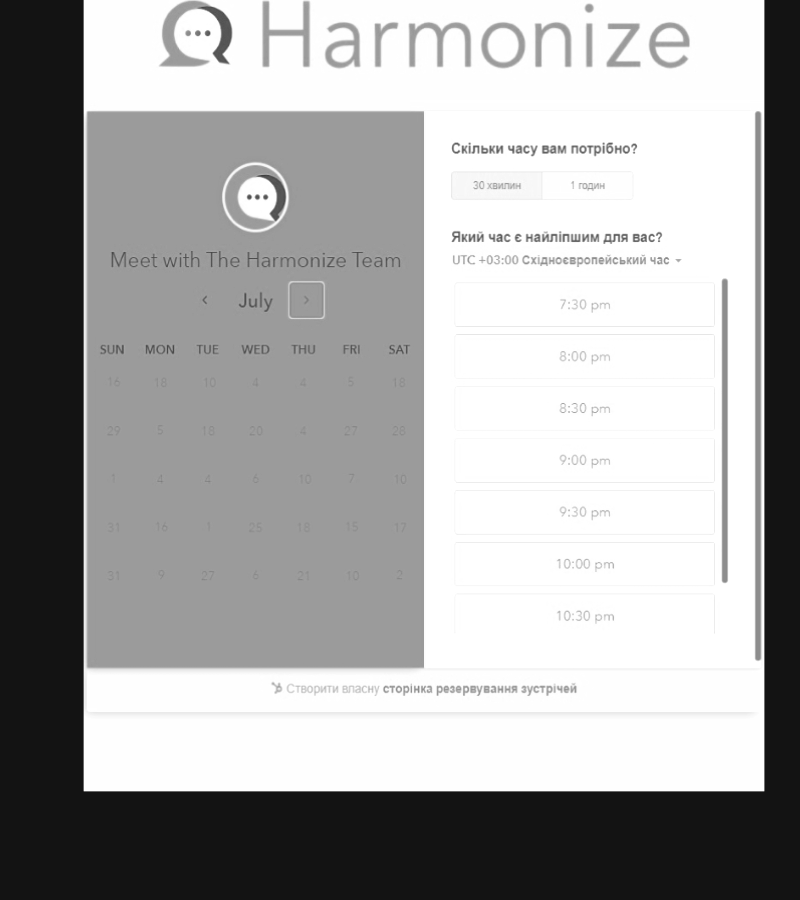 Harmonize
Meet with The Harmonize Team
July
SUN MON TUE WED THU FRI SAT
16 18 10 4 4 5 18
29 5 18 20 4 27 28
1 4 4 6 10 7 10
31 16 1 25 18 15 17
31 9 27 6 21 10 2
Скільки часу вам потрібно?
30 хвилин 1 годин
Який час є найліпшим для вас?
UTC +03:00 Східноєвропейський час
7:30 pm
8:00 pm
8:30 pm
9:00 pm
9:30 pm
10:00 pm
10:30 pm
Створити власну сторінка резервування зустрічей